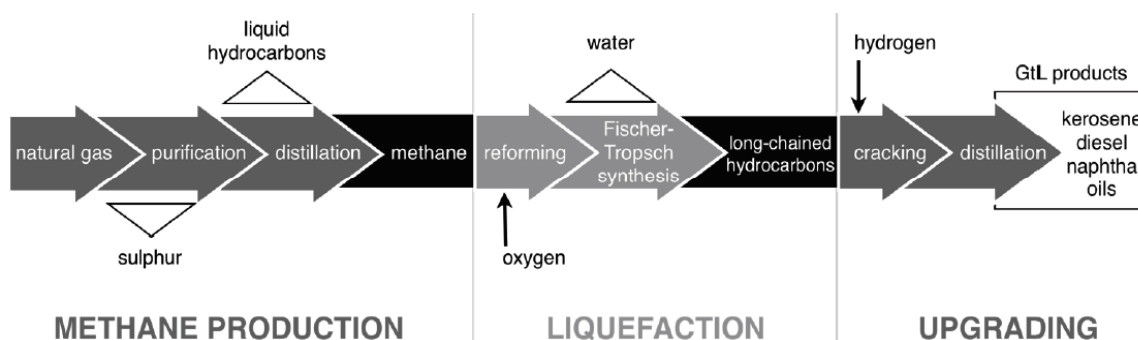 liquid
hydrocarbons
water
hydrogen
GtL products
natural gas
purification
distillation
methane
reforming
Fischer-
Tropsch
synthesis
long-chained
hydrocarbons
cracking
distillation
kerosene
diesel
naphtha
oils
sulphur
oxygen
METHANE PRODUCTION
LIQUEFACTION
UPGRADING